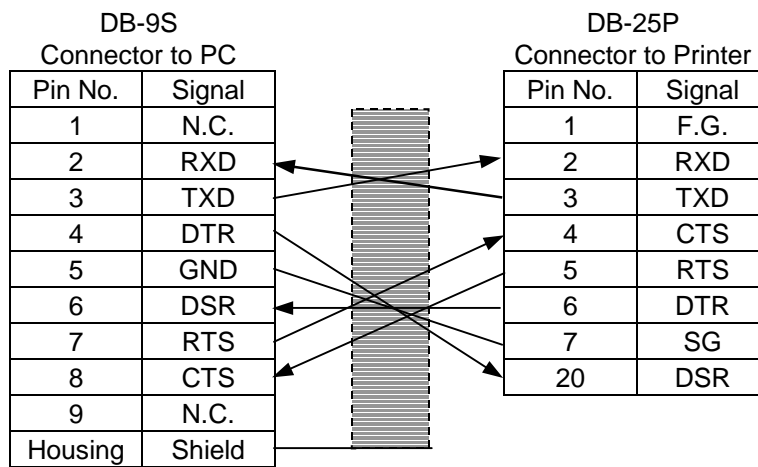 DB-9S
Connector to PC
Pin No. Signal
1 N.C.
2 RXD
3 TXD
4 DTR
5 GND
6 DSR
7 RTS
8 CTS
9 N.C.
Housing Shield
DB-25P
Connector to Printer
Pin No. Signal
1 F.G.
2 RXD
3 TXD
4 CTS
5 RTS
6 DTR
7 SG
20 DSR